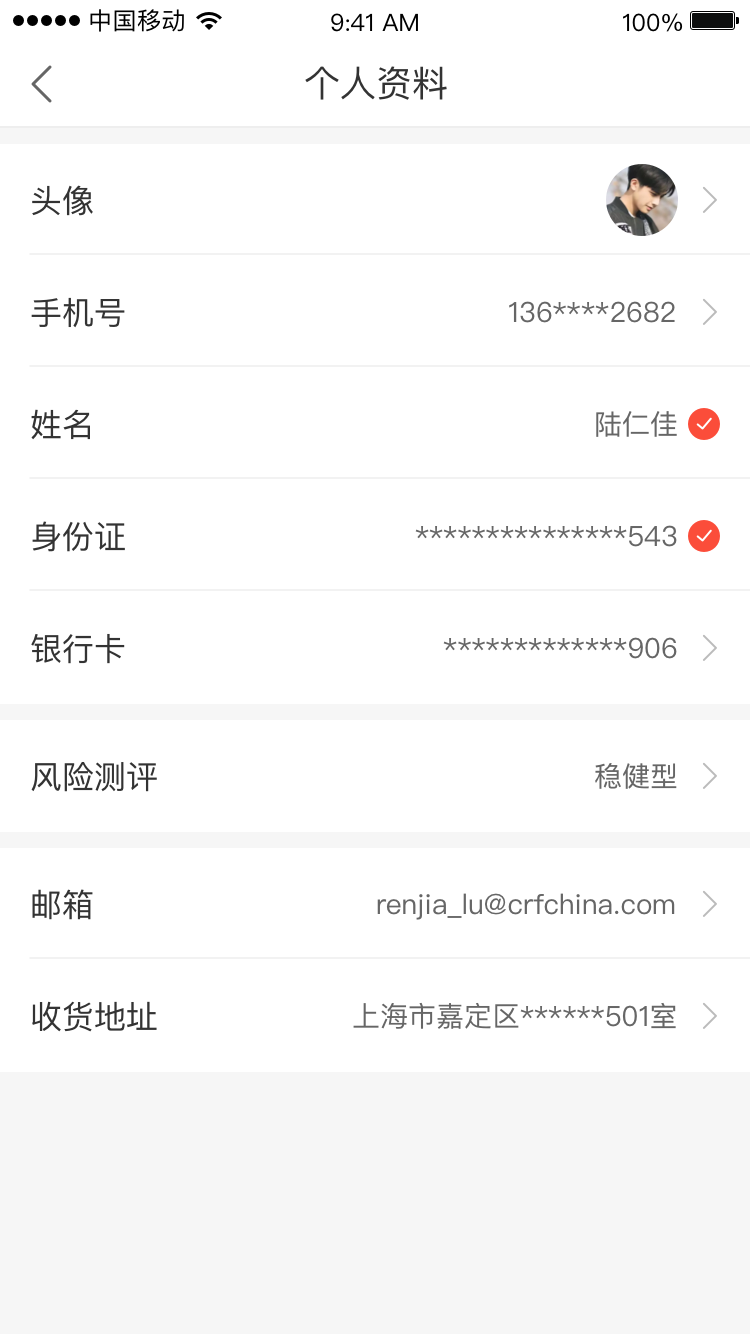 中国移动 9:41 AM 100%
个人资料
头像
手机号 136****2682
姓名 陆仁佳
身份证 ***************543
银行卡 *************906
风险测评 稳健型
邮箱 renjia_lu@crfchina.com
收货地址 上海市嘉定区******501室